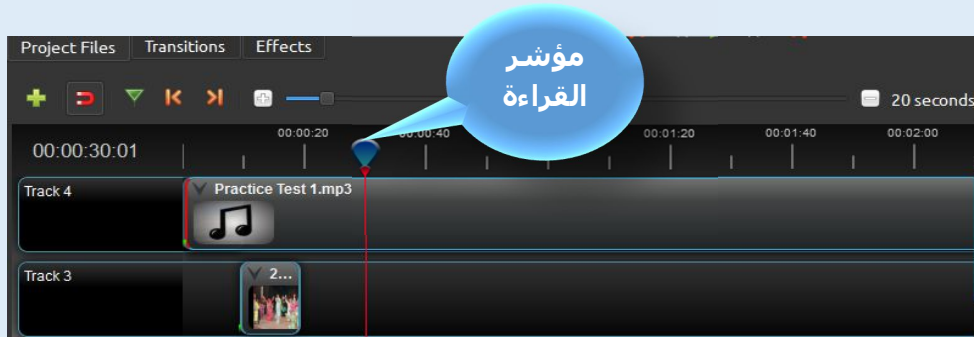 مؤشر
القراءة
Project Files Transitions Effects
20 seconds
00:00:20 00:00:40 00:01:20 00:01:40 00:02:00
00:00:30:01
Track 4 Practice Test 1.mp3
Track 3 2...